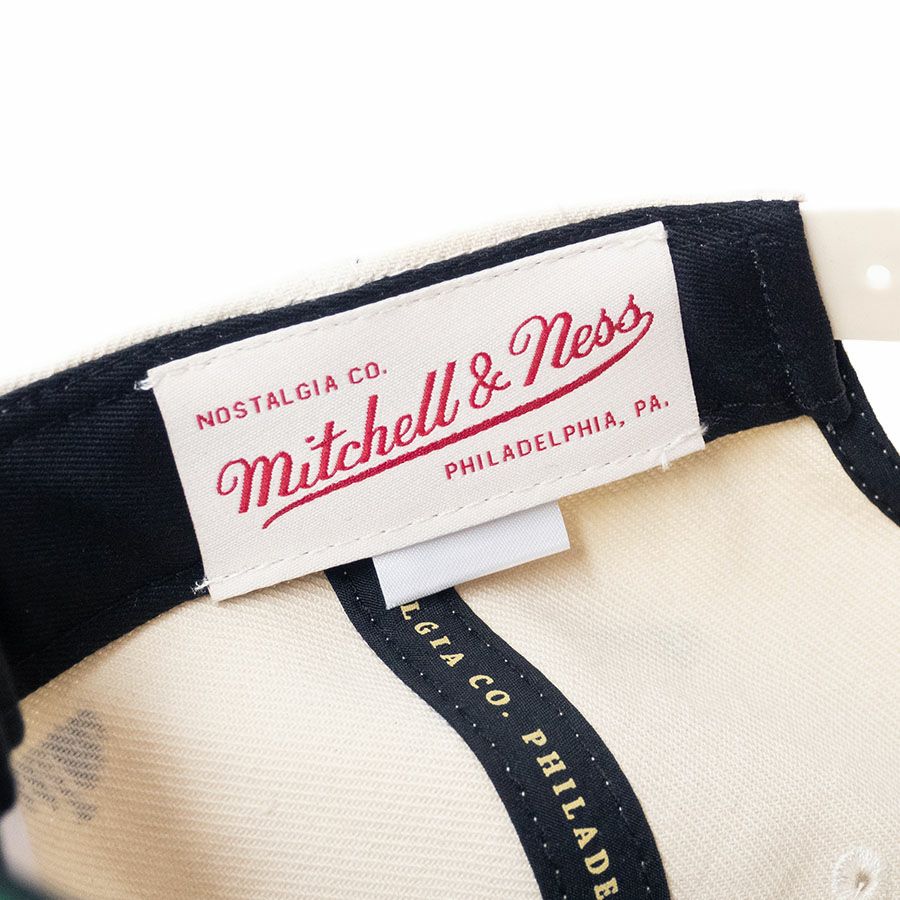 NOSTALGIA CO.
Mitchell & Ness
PHILADELPHIA, PA.
LGIA CO. PHILADE